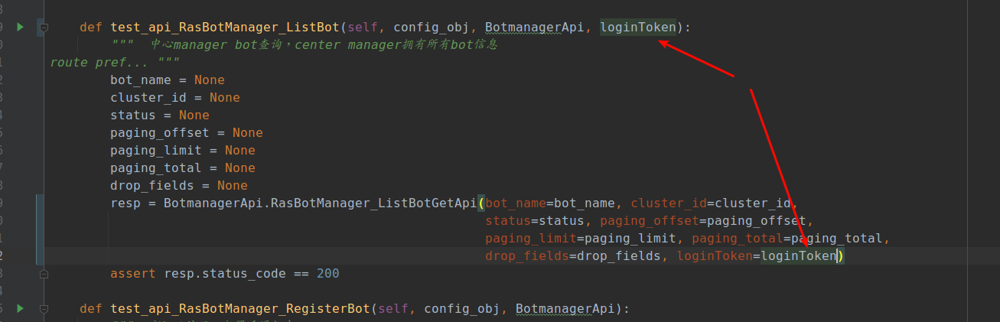 def test_api_RasBotManager_ListBot(self, config_obj, BotmanagerApi, loginToken):
""" 中心manager bot查询，center manager拥有所有bot信息
route pref... """
bot_name = None
cluster_id = None
status = None
paging_offset = None
paging_limit = None
paging_total = None
drop_fields = None
resp = BotmanagerApi.RasBotManager_ListBotGetApi(bot_name=bot_name, cluster_id=cluster_id,
status=status, paging_offset=paging_offset,
paging_limit=paging_limit, paging_total=paging_total,
drop_fields=drop_fields, loginToken=loginToken)
assert resp.status_code == 200
def test_api_RasBotManager_RegisterBot(self, config_obj, BotmanagerApi):